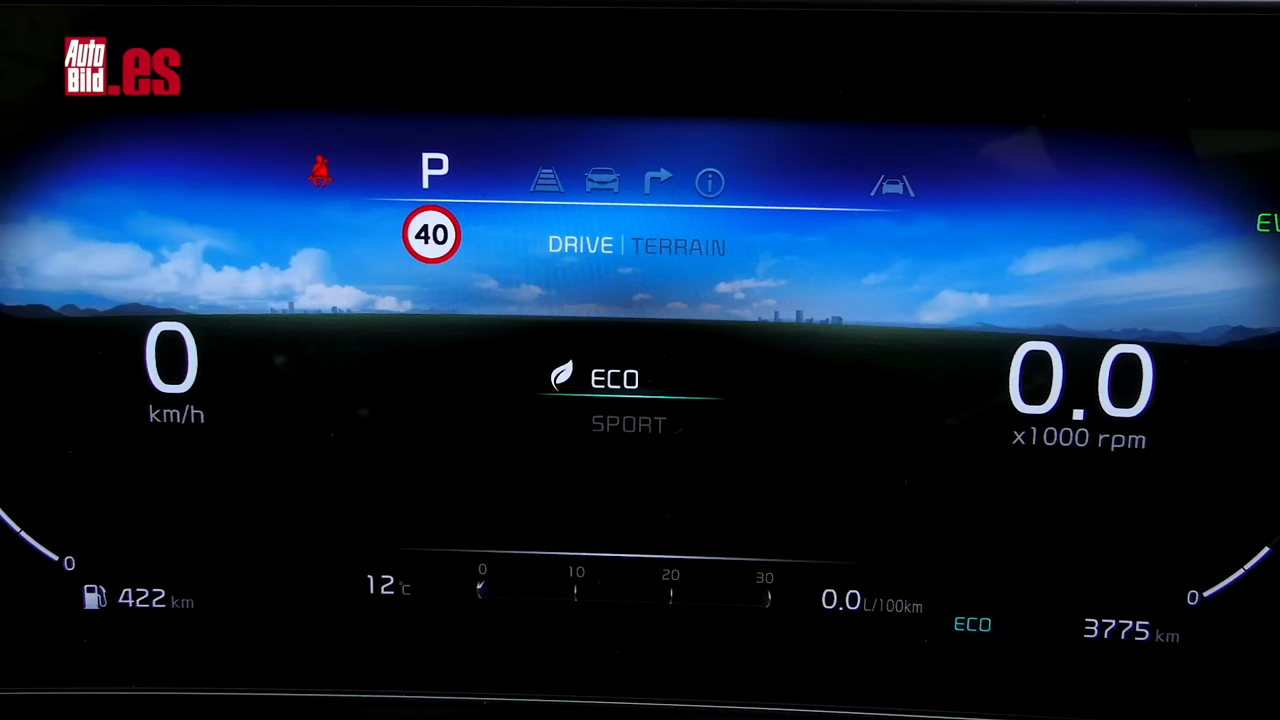 Auto
Bild.es
P
40
DRIVE | TERRAIN
0
km/h
ECO
SPORT
0.0
x1000 rpm
0
422 km
12 °C
0 10 20 30
0.0 L/100km
ECO
0
3775 km